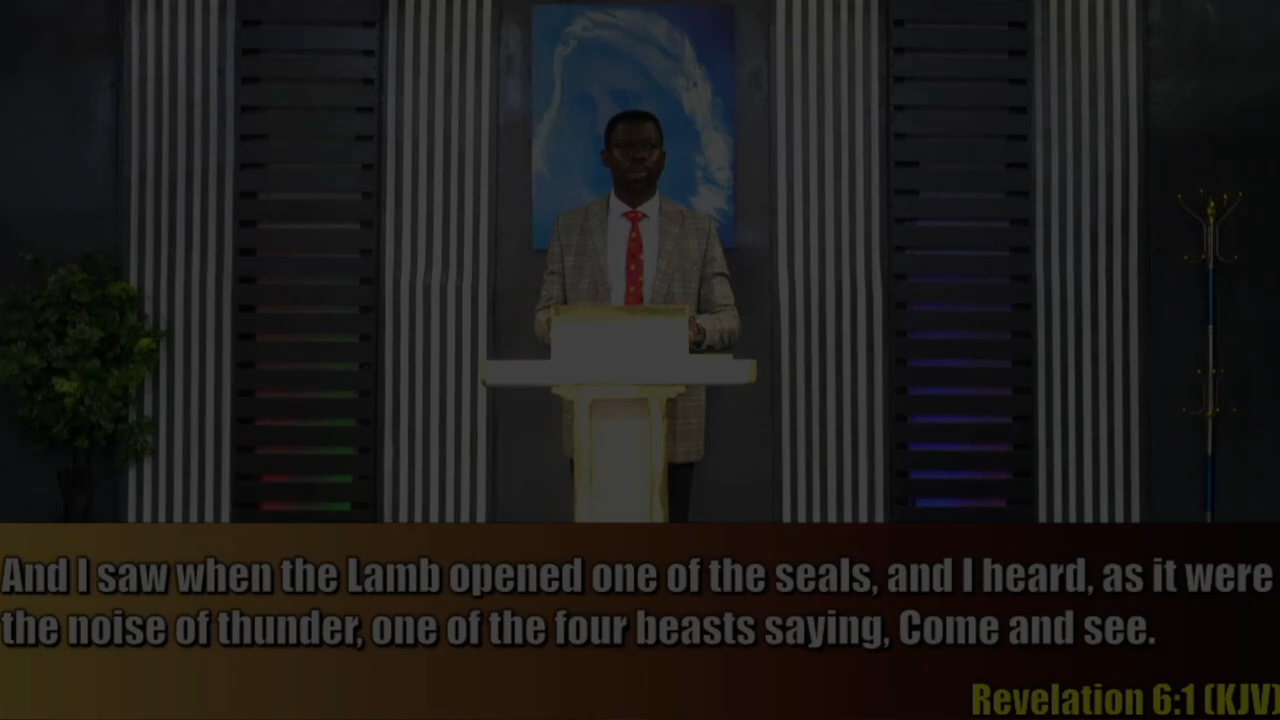 And I saw when the Lamb opened one of the seals, and I heard, as it were
the noise of thunder, one of the four beasts saying, Come and see.
Revelation 6:1 (KJV)